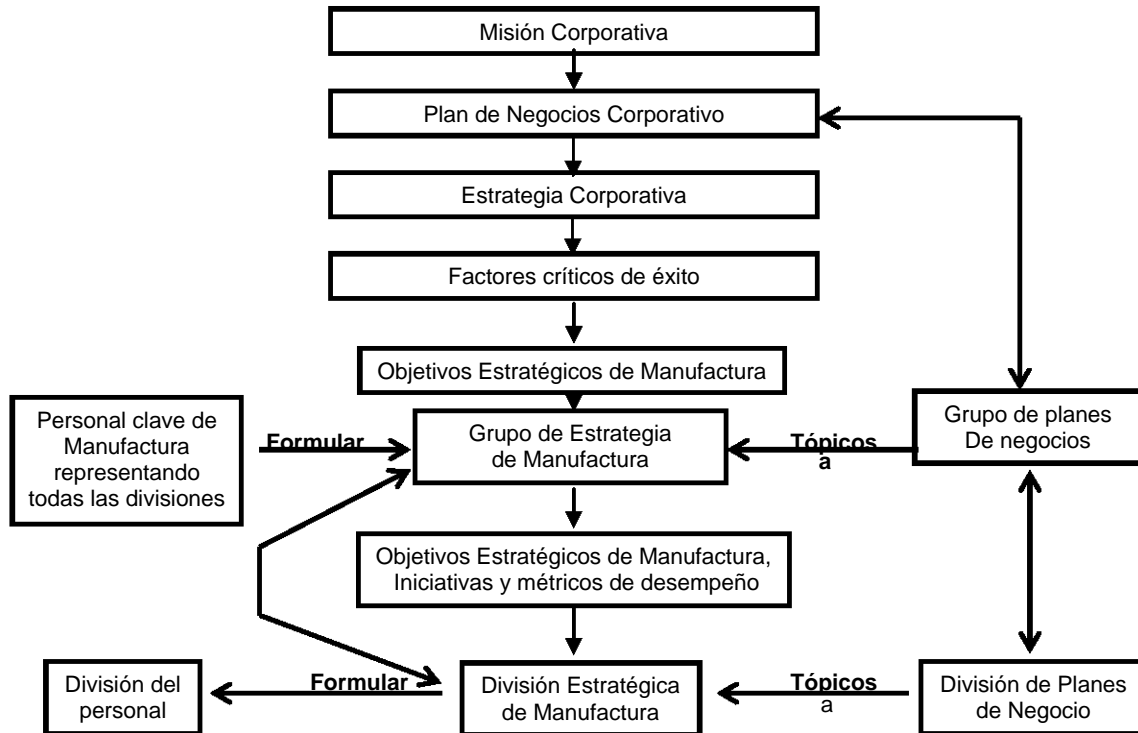 Misión Corporativa
Plan de Negocios Corporativo
Estrategia Corporativa
Factores críticos de éxito
Objetivos Estratégicos de Manufactura
Personal clave de
Manufactura
representando
todas las divisiones
Formular
Grupo de Estrategia
de Manufactura
Tópicos
a
Grupo de planes
De negocios
Objetivos Estratégicos de Manufactura,
Iniciativas y métricos de desempeño
División del
personal
Formular
División Estratégica
de Manufactura
Tópicos
a
División de Planes
de Negocio